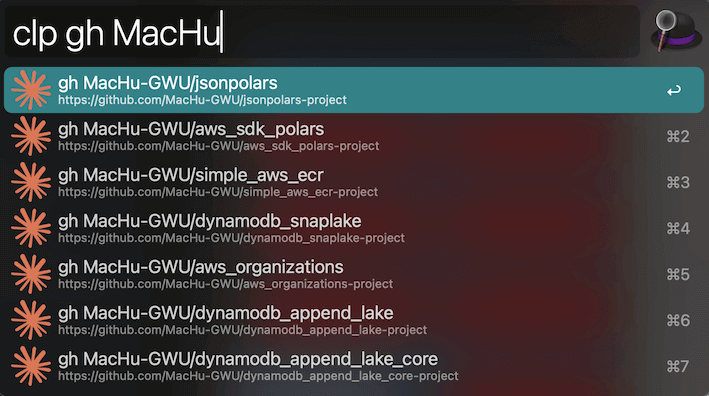 clp gh MacHu
gh MacHu-GWU/jsonpolars
https://github.com/MacHu-GWU/jsonpolars-project
↩
gh MacHu-GWU/aws_sdk_polars
https://github.com/MacHu-GWU/aws_sdk_polars-project
⌘2
gh MacHu-GWU/simple_aws_ecr
https://github.com/MacHu-GWU/simple_aws_ecr-project
⌘3
gh MacHu-GWU/dynamodb_snaplake
https://github.com/MacHu-GWU/dynamodb_snaplake-project
⌘4
gh MacHu-GWU/aws_organizations
https://github.com/MacHu-GWU/aws_organizations-project
⌘5
gh MacHu-GWU/dynamodb_append_lake
https://github.com/MacHu-GWU/dynamodb_append_lake-project
⌘6
gh MacHu-GWU/dynamodb_append_lake_core
https://github.com/MacHu-GWU/dynamodb_append_lake_core-project
⌘7